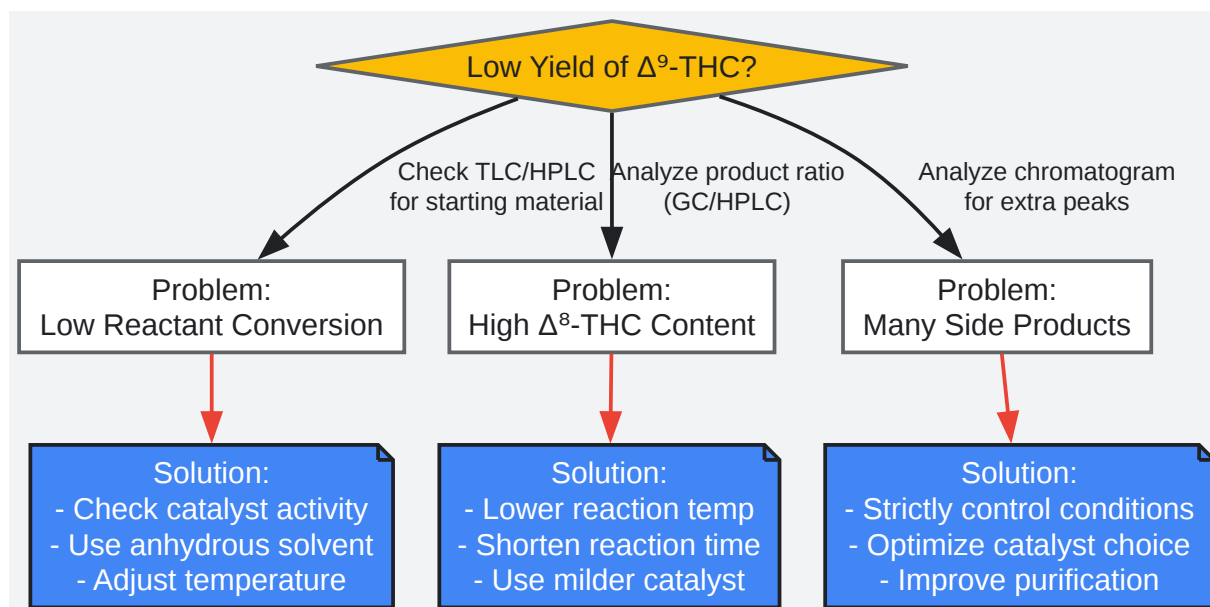 Low Yield of Δ⁹-THC?
Check TLC/HPLC
for starting material
Analyze product ratio
(GC/HPLC)
Analyze chromatogram
for extra peaks
Problem:
Low Reactant Conversion
Problem:
High Δ⁸-THC Content
Problem:
Many Side Products
Solution:
- Check catalyst activity
- Use anhydrous solvent
- Adjust temperature
Solution:
- Lower reaction temp
- Shorten reaction time
- Use milder catalyst
Solution:
- Strictly control conditions
- Optimize catalyst choice
- Improve purification